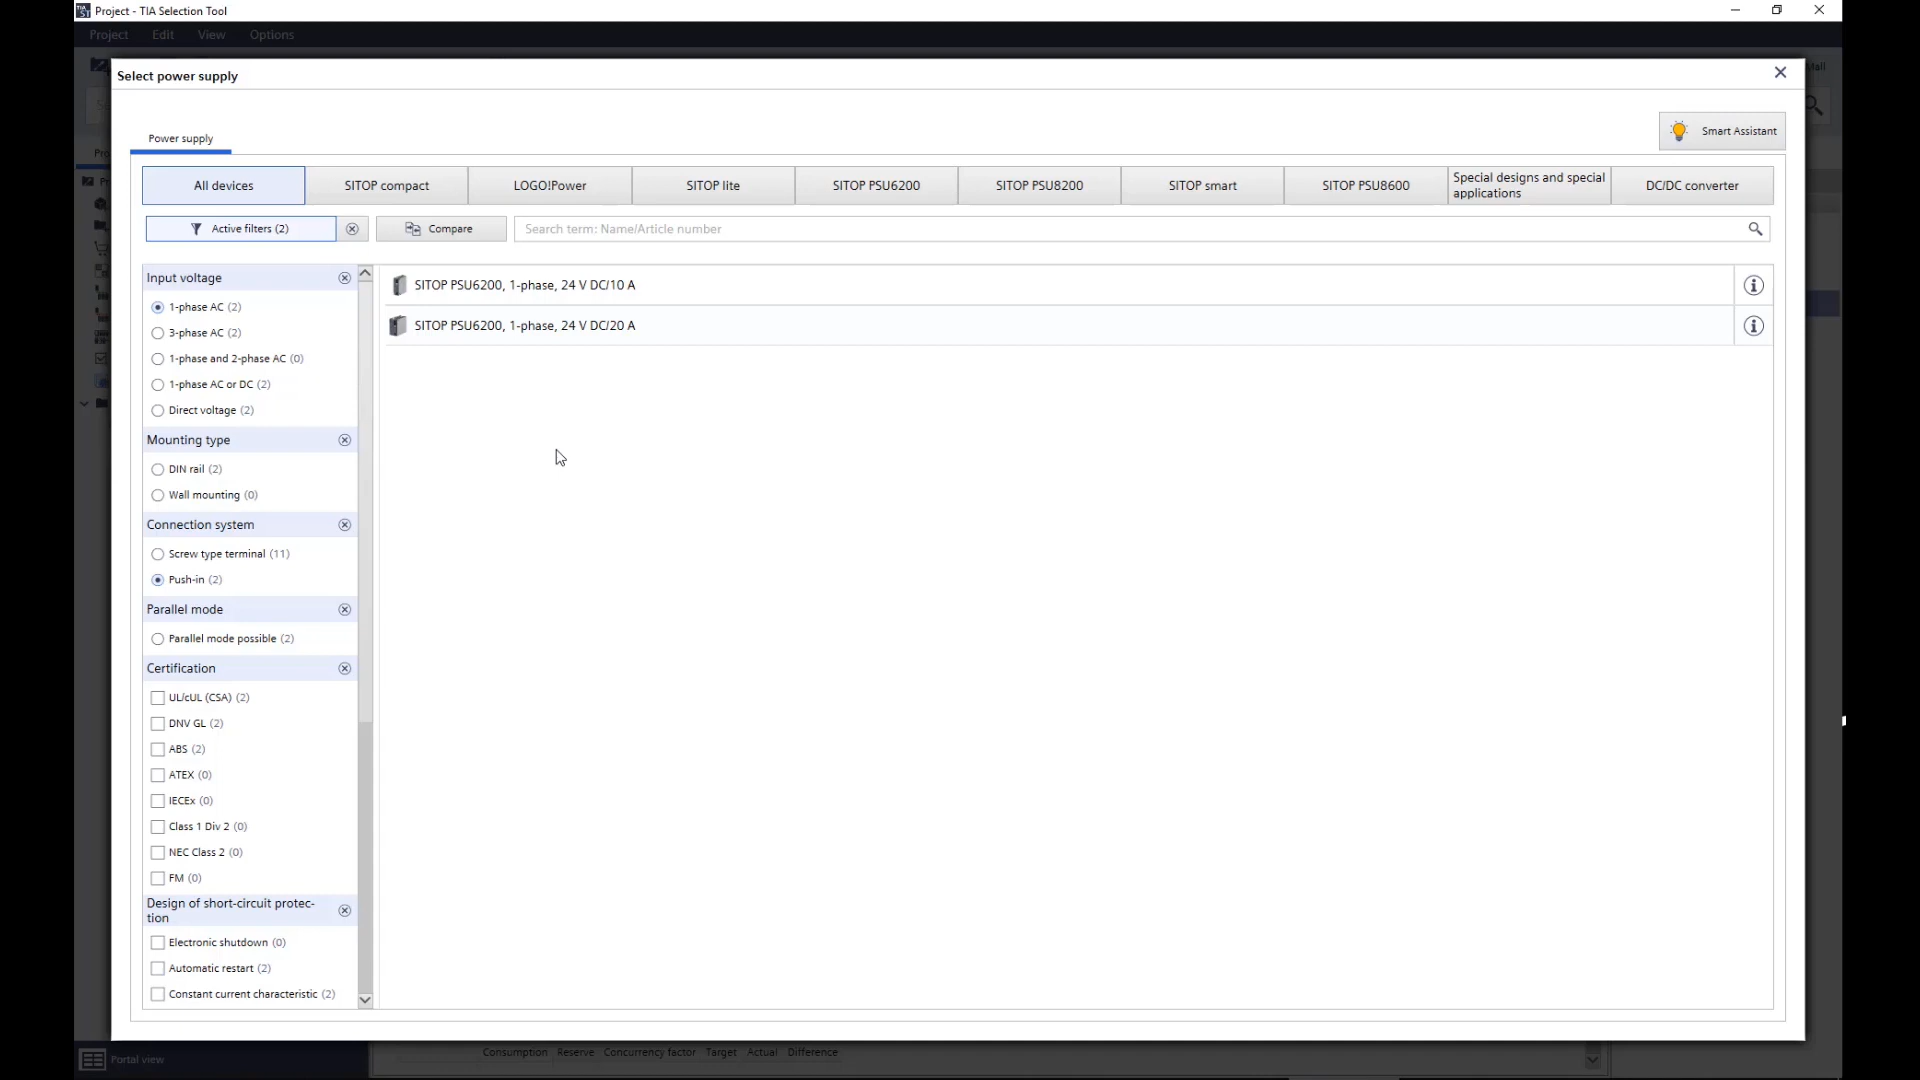 Project - TIA Selection Tool
Project Edit View Options
Select power supply
Smart Assistant
Power supply
All devices
SITOP compact
LOGO!Power
SITOP lite
SITOP PSU6200
SITOP PSU8200
SITOP smart
SITOP PSU8600
Special designs and special
applications
DC/DC converter
Active filters (2)
Compare
Search term: Name/Article number
Input voltage
1-phase AC (2)
3-phase AC (2)
1-phase and 2-phase AC (0)
1-phase AC or DC (2)
Direct voltage (2)
Mounting type
DIN rail (2)
Wall mounting (0)
Connection system
Screw type terminal (11)
Push-in (2)
Parallel mode
Parallel mode possible (2)
Certification
UL/cUL (CSA) (2)
DNV GL (2)
ABS (2)
ATEX (0)
IECEx (0)
Class 1 Div 2 (0)
NEC Class 2 (0)
FM (0)
Design of short-circuit protec-
tion
Electronic shutdown (0)
Automatic restart (2)
Constant current characteristic (2)
SITOP PSU6200, 1-phase, 24 V DC/10 A
SITOP PSU6200, 1-phase, 24 V DC/20 A
Portal view
Consumption Reserve Concurrency factor Target Actual Difference